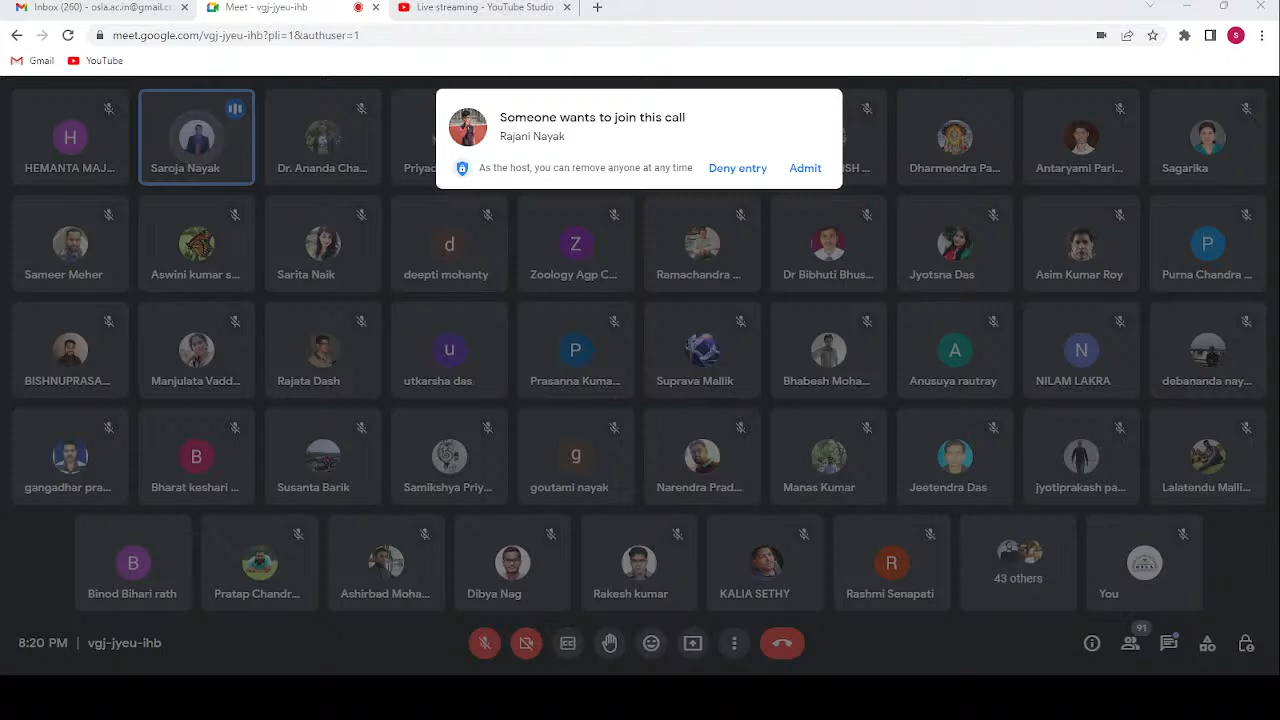 Inbox (260) - osla.ac.in@gmail.c
Meet - vgj-jyeu-ihb
Live streaming - YouTube Studio
meet.google.com/vgj-jyeu-ihb?pli=1&authuser=1
S
Gmail
YouTube
Someone wants to join this call
Rajani Nayak
As the host, you can remove anyone at any time
Deny entry
Admit
H
HEMANTA MAJ...
Saroja Nayak
Dr. Ananda Cha...
Priyac
ISH ...
Dharmendra Pa...
Antaryami Pari...
Sagarika
Sameer Meher
Aswini kumar s...
Sarita Naik
d
deepti mohanty
Z
Zoology Agp C...
Ramachandra ...
Dr Bibhuti Bhus...
Jyotsna Das
Asim Kumar Roy
P
Purna Chandra ...
BISHNUPRASA...
Manjulata Vadd...
Rajata Dash
u
utkarsha das
P
Prasanna Kuma...
Suprava Mallik
Bhabesh Moha...
A
Anusuya rautray
N
NILAM LAKRA
debananda nay...
gangadhar pra...
B
Bharat keshari ...
Susanta Barik
Samikshya Priy...
g
goutami nayak
Narendra Prad...
Manas Kumar
Jeetendra Das
jyotiprakash pa...
Lalatendu Malli...
B
Binod Bihari rath
Pratap Chandr...
Ashirbad Moha...
Dibya Nag
Rakesh kumar
KALIA SETHY
R
Rashmi Senapati
43 others
You
8:20 PM | vgj-jyeu-ihb
91